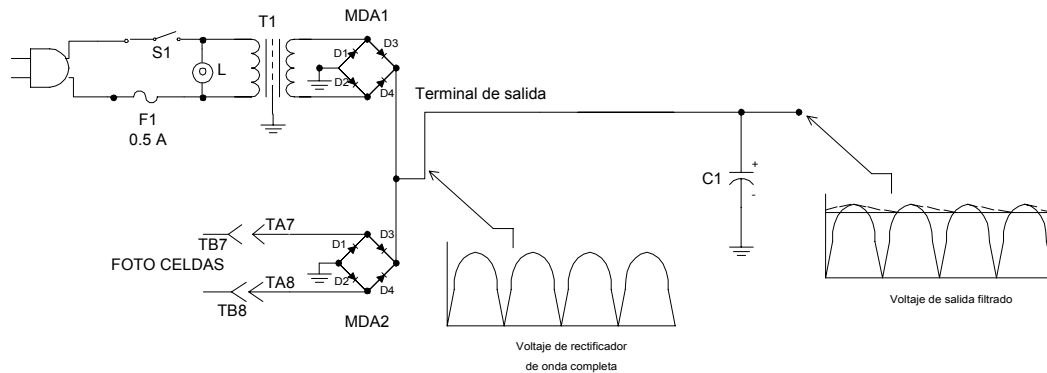 MDA1
T1
D1
D3
S1
L
D2
D4
F1
0.5 A
Terminal de salida
C1
+
-
TA7
TB7
D1
D3
FOTO CELDAS
TA8
D2
D4
TB8
MDA2
Voltaje de salida filtrado
Voltaje de rectificador
de onda completa